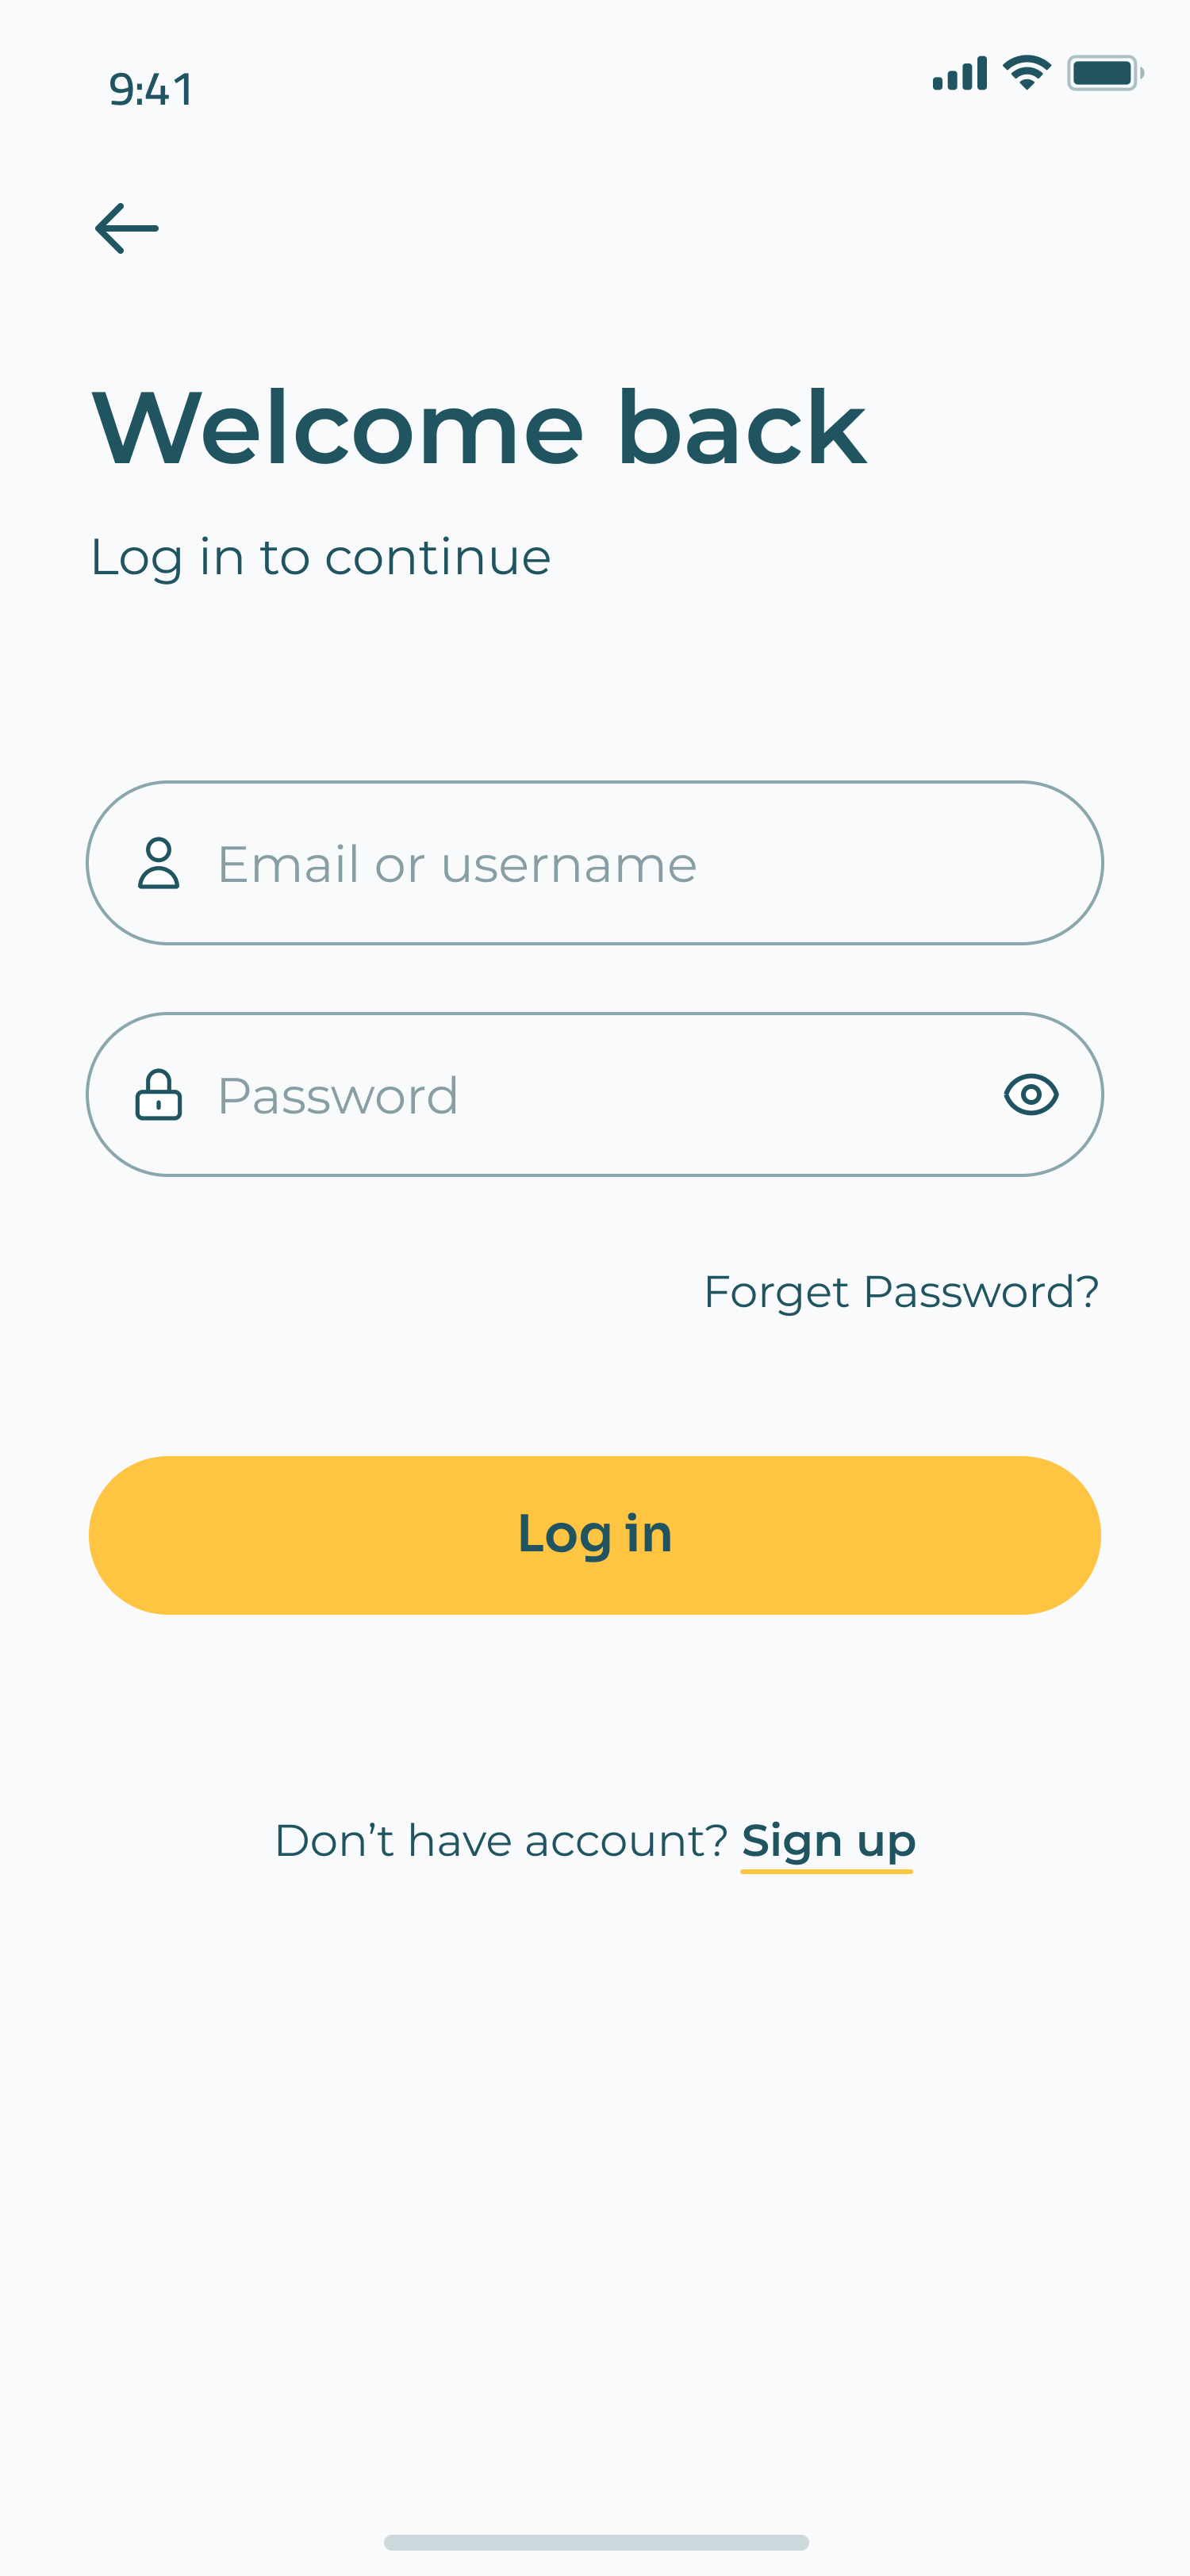 9:41
Welcome back
Log in to continue
Email or username
Password
Forget Password?
Log in
Don’t have account? Sign up